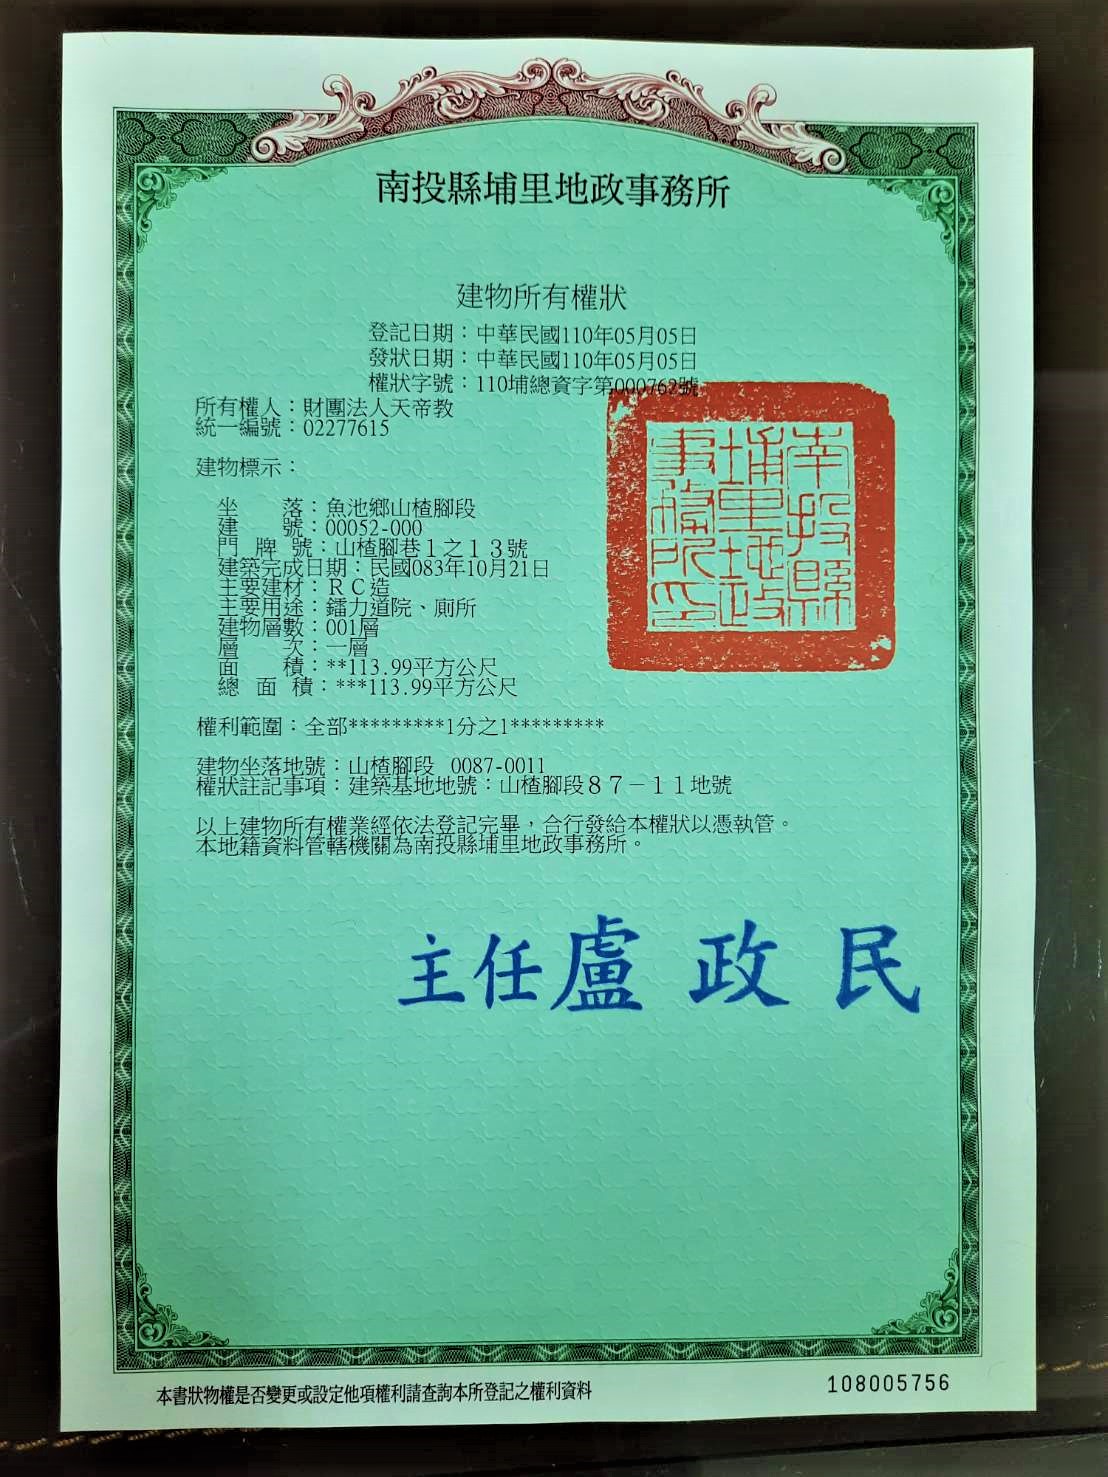 南投縣埔里地政事務所
建物所有權狀
登記日期：中華民國110年05月05日
發狀日期：中華民國110年05月05日
權狀字號：110埔總資字第000762號
所有權人：財團法人天帝教
統一編號：02277615
建物標示：
坐　　落：魚池鄉山楂腳段
建　　號：00052-000
門　牌　號：山楂腳巷１之１３號
建築完成日期：民國083年10月21日
主要建材：ＲＣ造
主要用途：鐳力道院、廁所
建物層數：001層
層　　次：一層
面　　積：**113.99平方公尺
總　面　積：***113.99平方公尺
權利範圍：全部*********1分之1*********
建物坐落地號：山楂腳段 0087-0011
權狀註記事項：建築基地地號：山楂腳段８７－１１地號
以上建物所有權業經依法登記完畢，合行發給本權狀以憑執管。
本地籍資料管轄機關為南投縣埔里地政事務所。
南投縣
埔里地政
事務所印
主任盧政民
本書狀物權是否變更或設定他項權利請查詢本所登記之權利資料
108005756